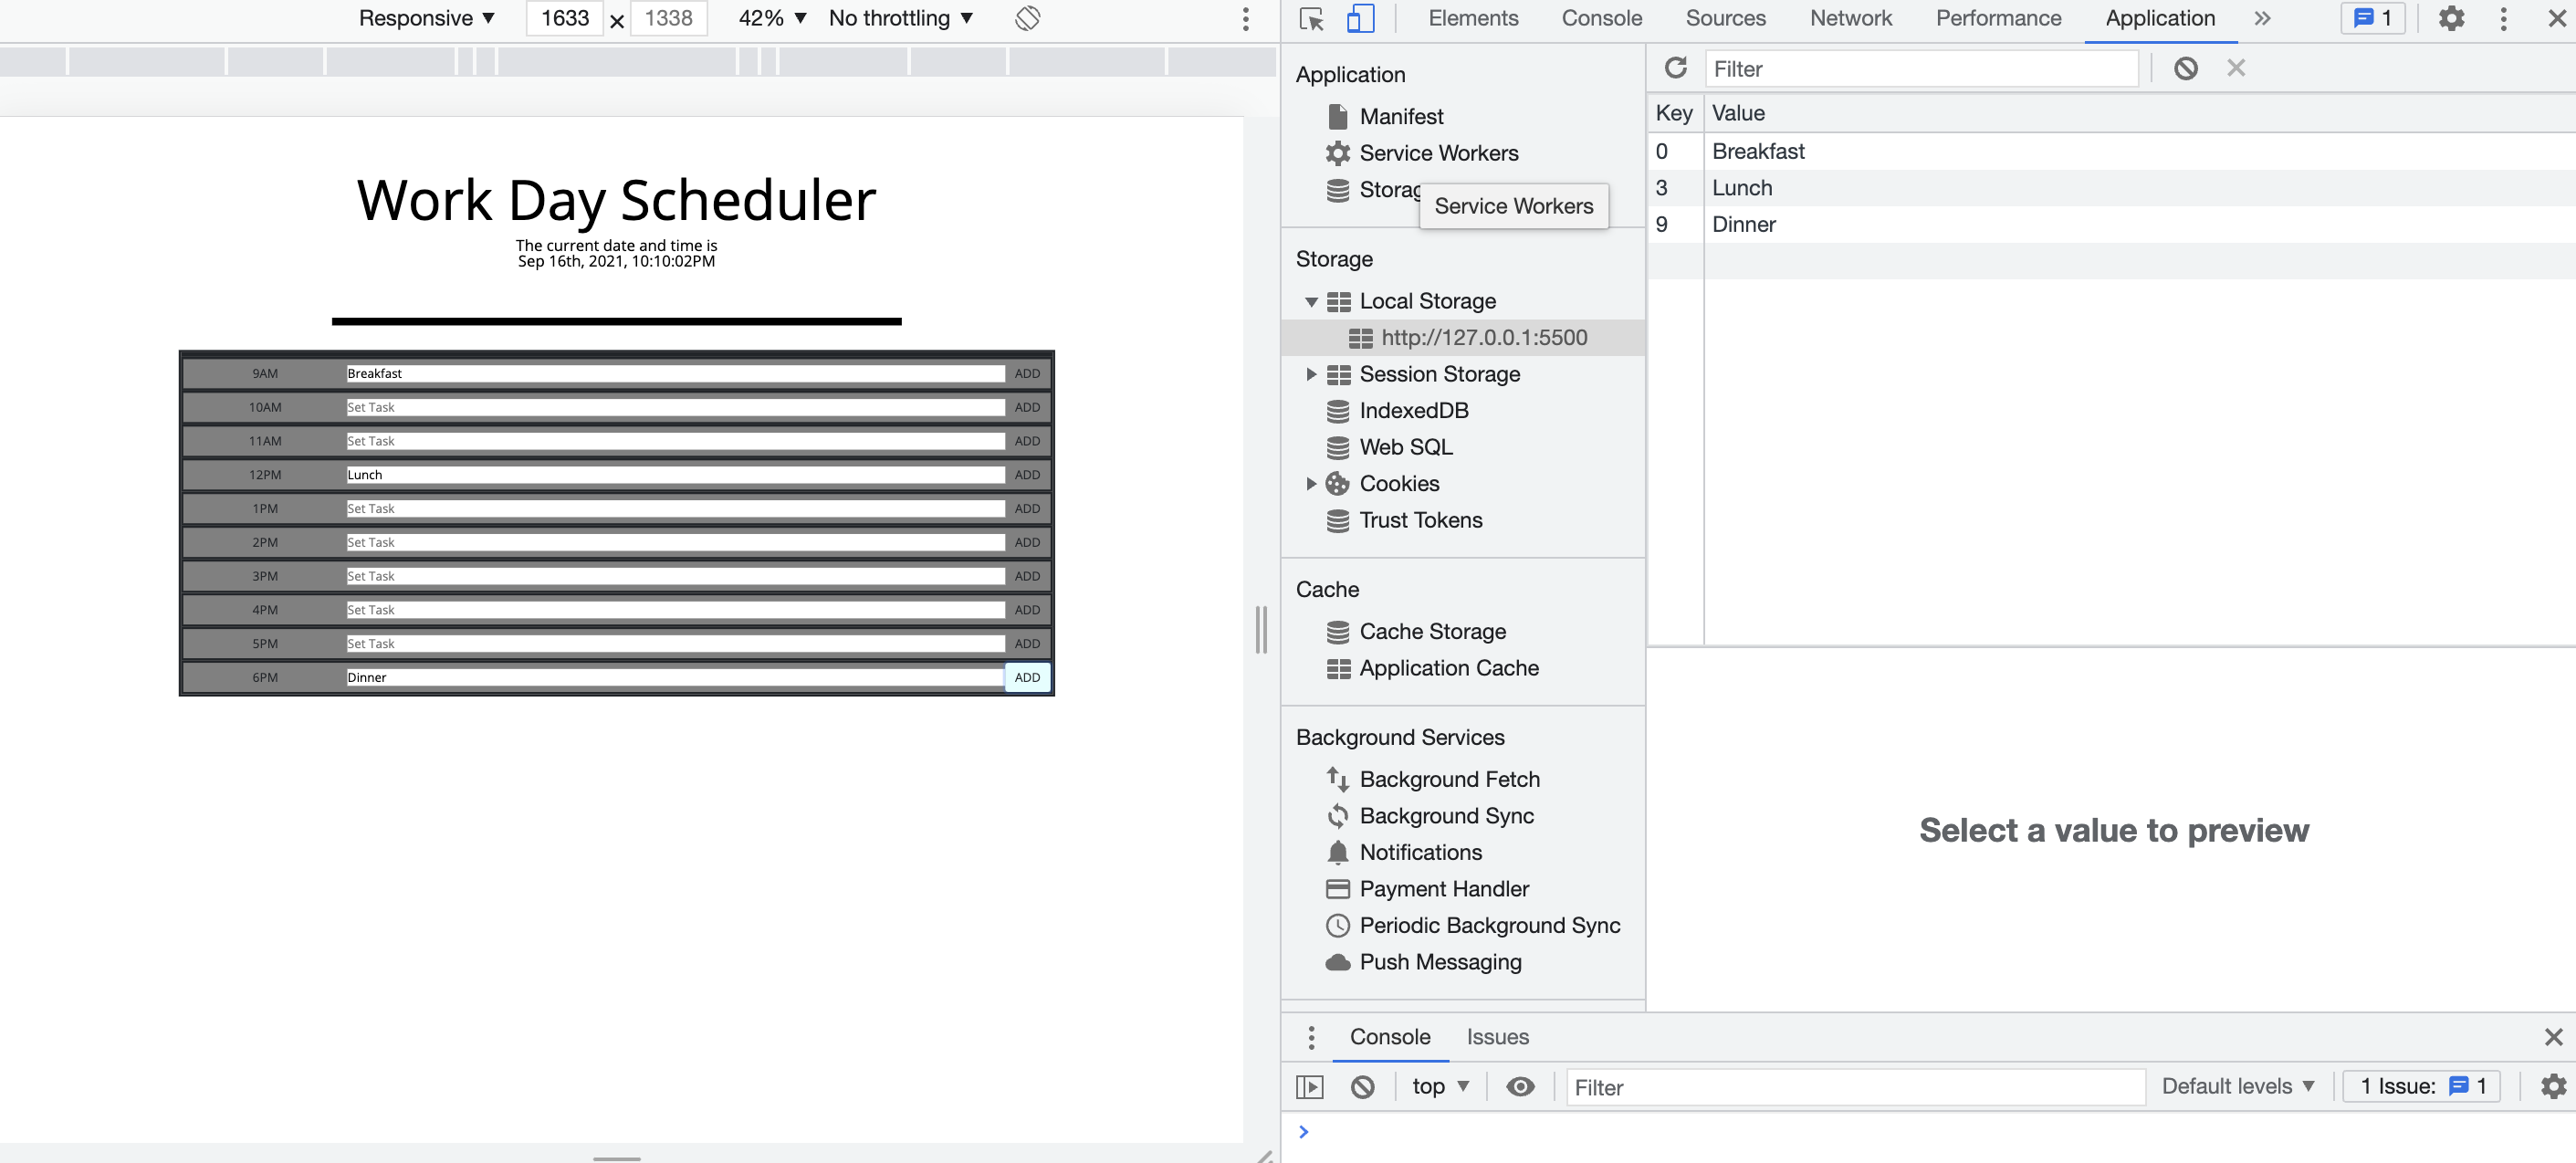 Responsive ▼ 1633 × 1338 42% ▼ No throttling ▼
Work Day Scheduler
The current date and time is
Sep 16th, 2021, 10:10:02PM
9AM Breakfast ADD
10AM Set Task ADD
11AM Set Task ADD
12PM Lunch ADD
1PM Set Task ADD
2PM Set Task ADD
3PM Set Task ADD
4PM Set Task ADD
5PM Set Task ADD
6PM Dinner ADD
Elements Console Sources Network Performance Application » 1
Application
Manifest
Service Workers
Storag
Service Workers
Storage
Local Storage
http://127.0.0.1:5500
Session Storage
IndexedDB
Web SQL
Cookies
Trust Tokens
Cache
Cache Storage
Application Cache
Background Services
Background Fetch
Background Sync
Notifications
Payment Handler
Periodic Background Sync
Push Messaging
Filter
Key Value
0 Breakfast
3 Lunch
9 Dinner
Select a value to preview
Console Issues
top ▼ Filter Default levels ▼ 1 Issue: 1